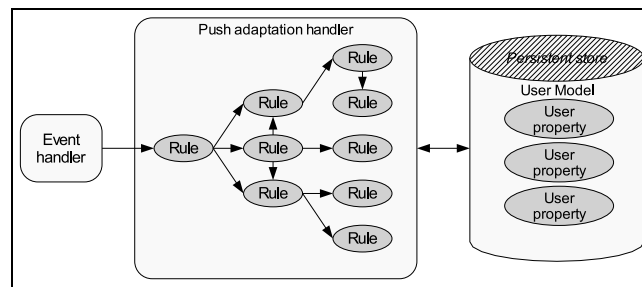 Push adaptation handler
Event
handler
Rule
Rule
Rule
Rule
Rule
Rule
Rule
Rule
Rule
Persistent store
User Model
User
property
User
property
User
property